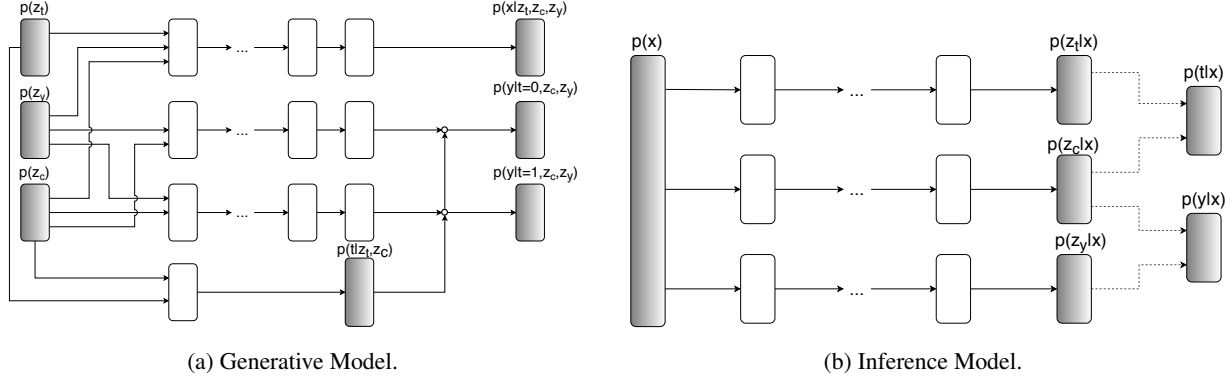 p(z_t)
p(z_y)
p(z_c)
...
...
...
p(t|z_t,z_c)
p(x|z_t,z_c,z_y)
p(y|t=0,z_c,z_y)
p(y|t=1,z_c,z_y)
(a) Generative Model.
p(x)
...
...
...
p(z_t|x)
p(z_c|x)
p(z_y|x)
p(t|x)
p(y|x)
(b) Inference Model.